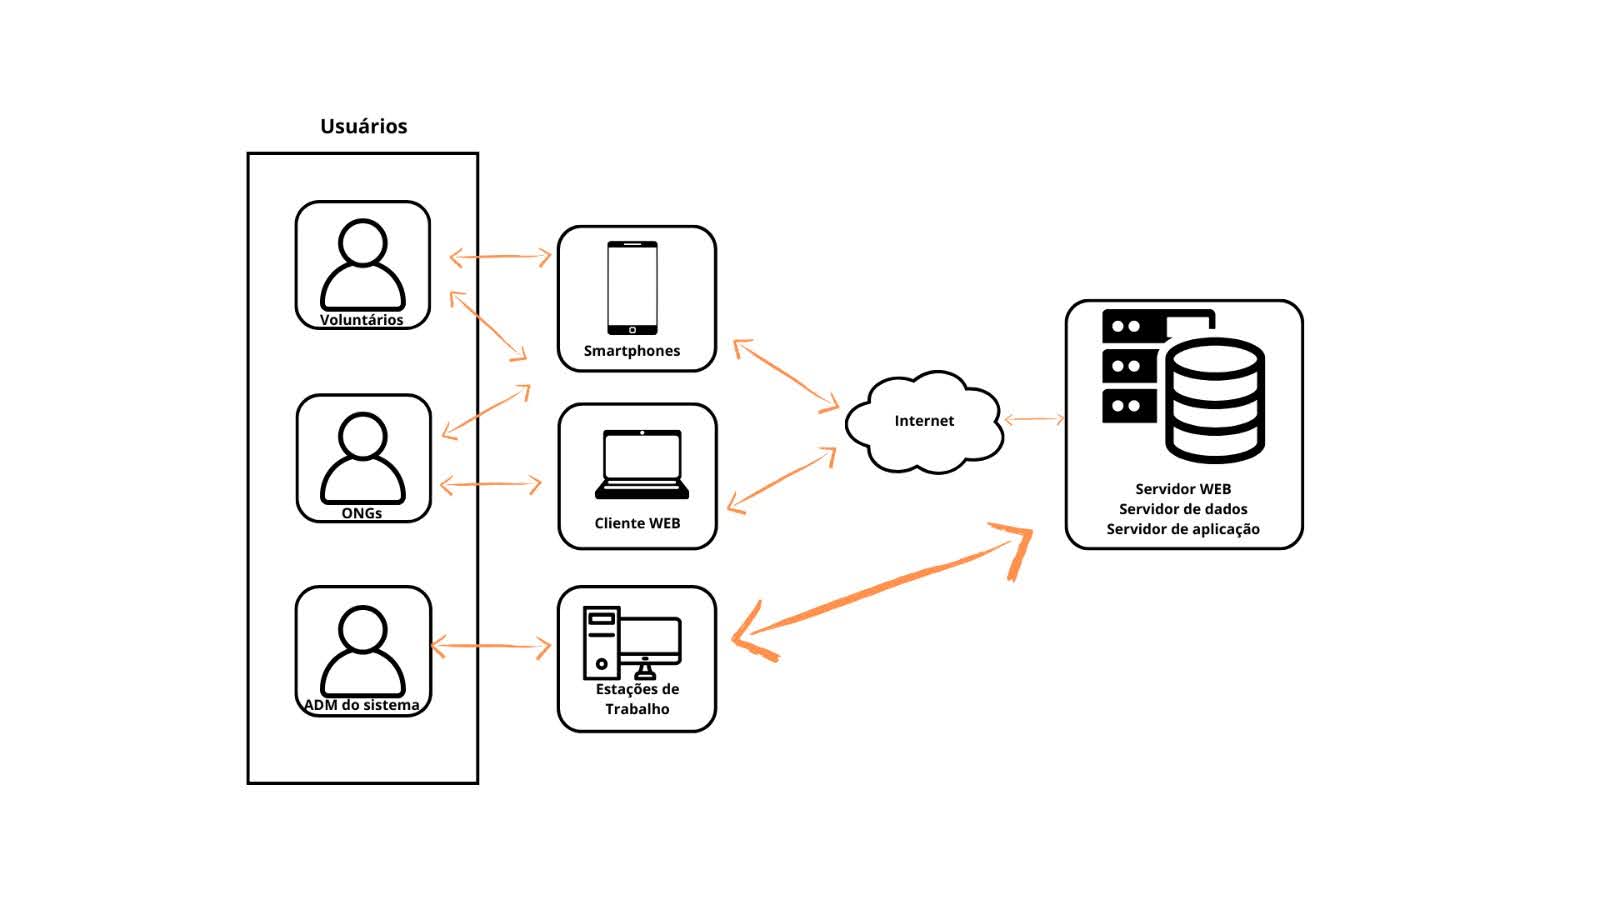 Usuários
Voluntários
ONGs
ADM do sistema
Smartphones
Cliente WEB
Estações de
Trabalho
Internet
Servidor WEB
Servidor de dados
Servidor de aplicação